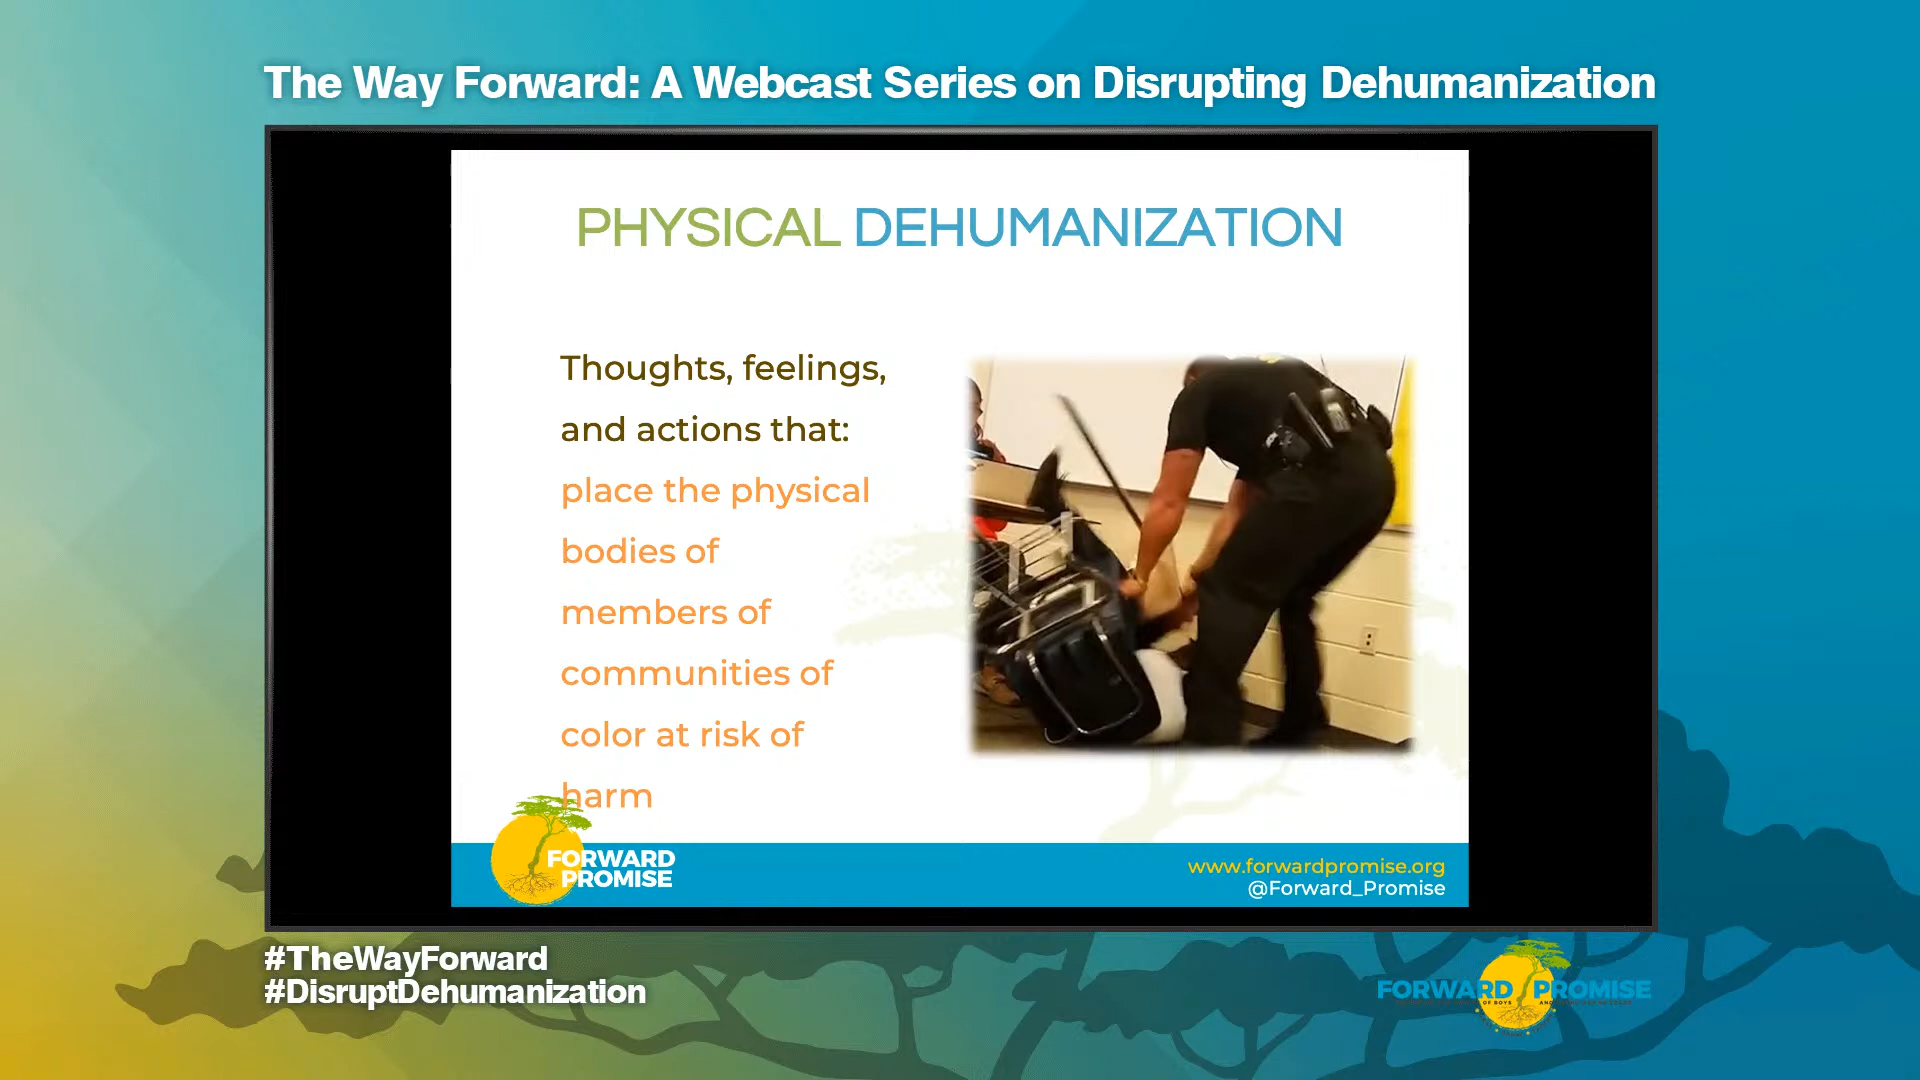 The Way Forward: A Webcast Series on Disrupting Dehumanization
PHYSICAL DEHUMANIZATION
Thoughts, feelings,
and actions that:
place the physical
bodies of
members of
communities of
color at risk of
harm
FORWARD
PROMISE
www.forwardpromise.org
@Forward_Promise
#TheWayForward
#DisruptDehumanization
FORWARD PROMISE